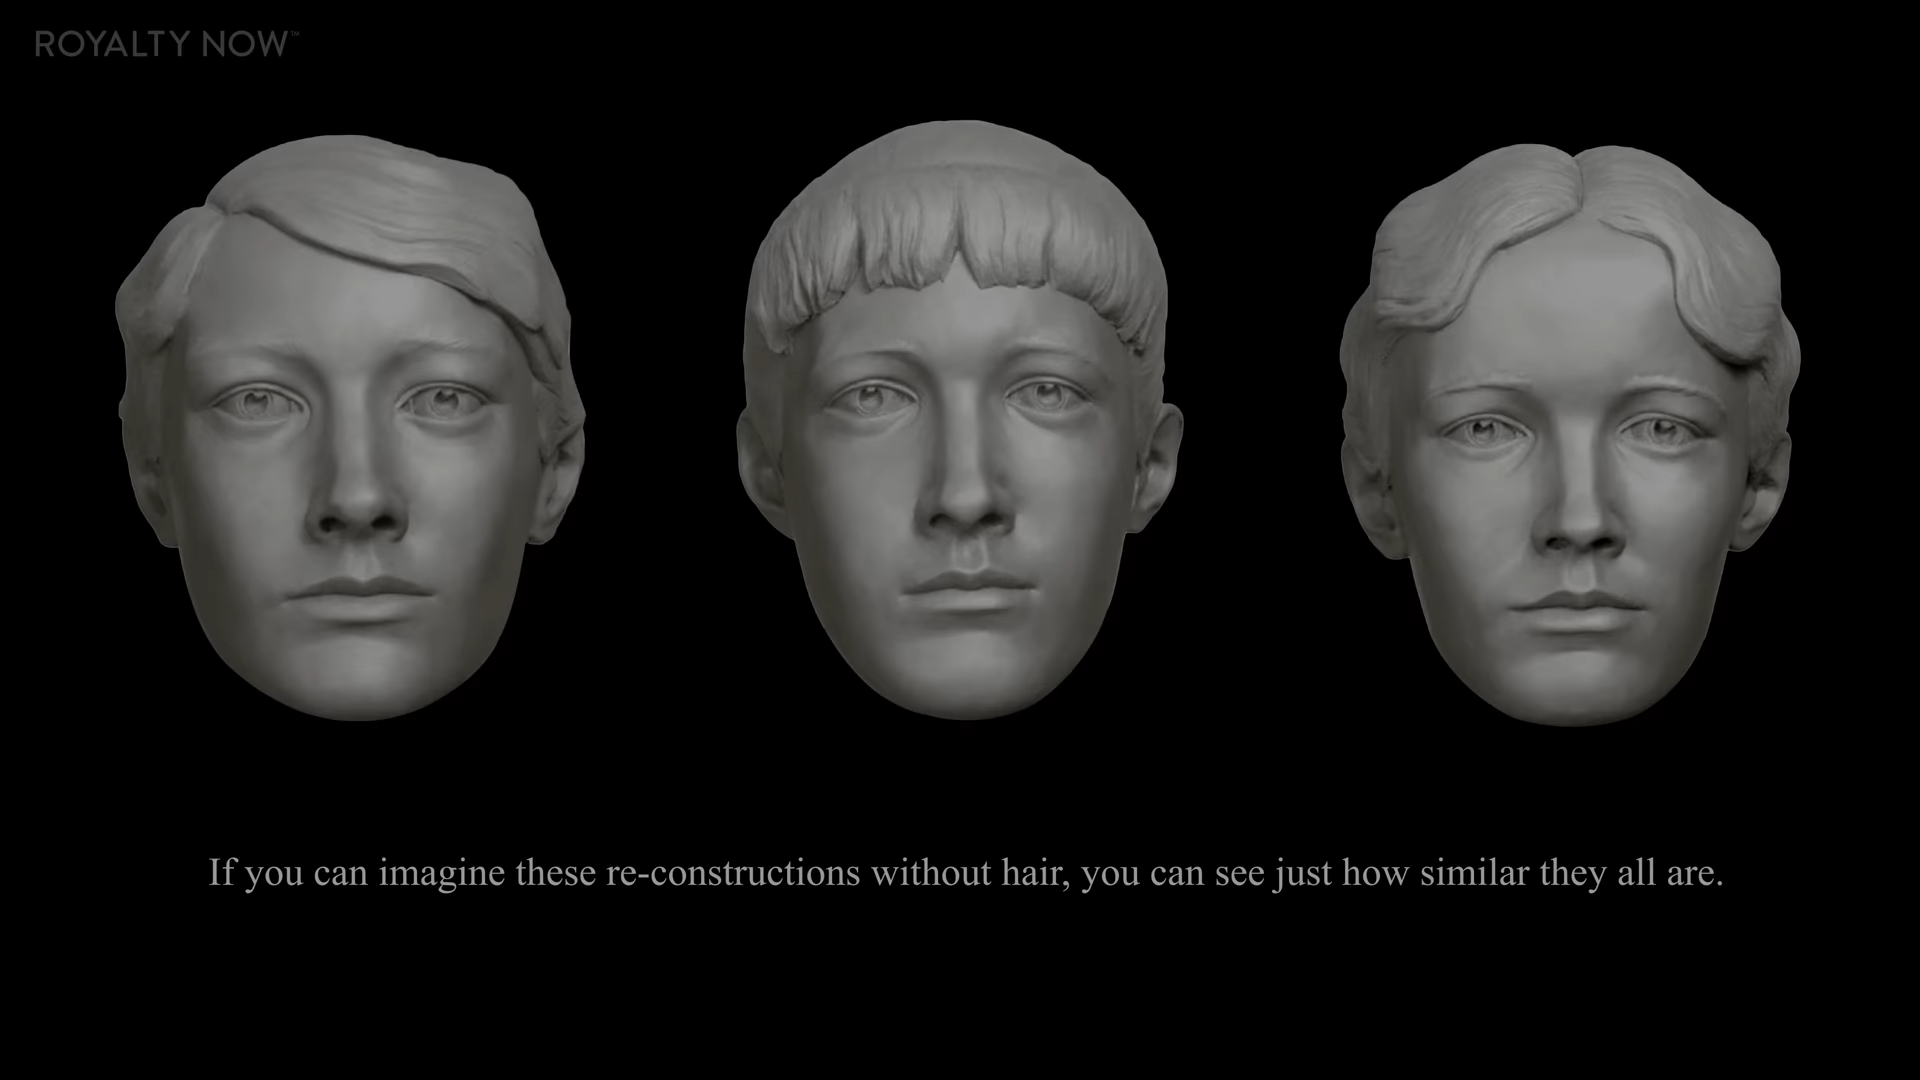 ROYALTY NOW™
If you can imagine these re-constructions without hair, you can see just how similar they all are.